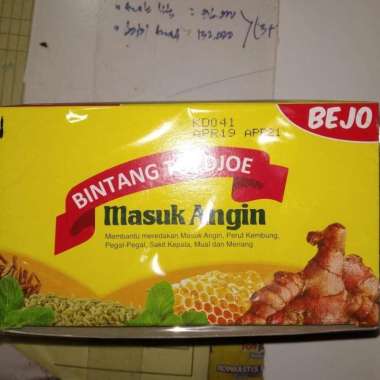 KD041
APR19 APR21
BEJO
BINTANG TOEDJOE
Masuk Angin
Membantu meredakan Masuk Angin, Perut Kembung,
Pegal-Pegal, Sakit Kepala, Mual dan Meriang